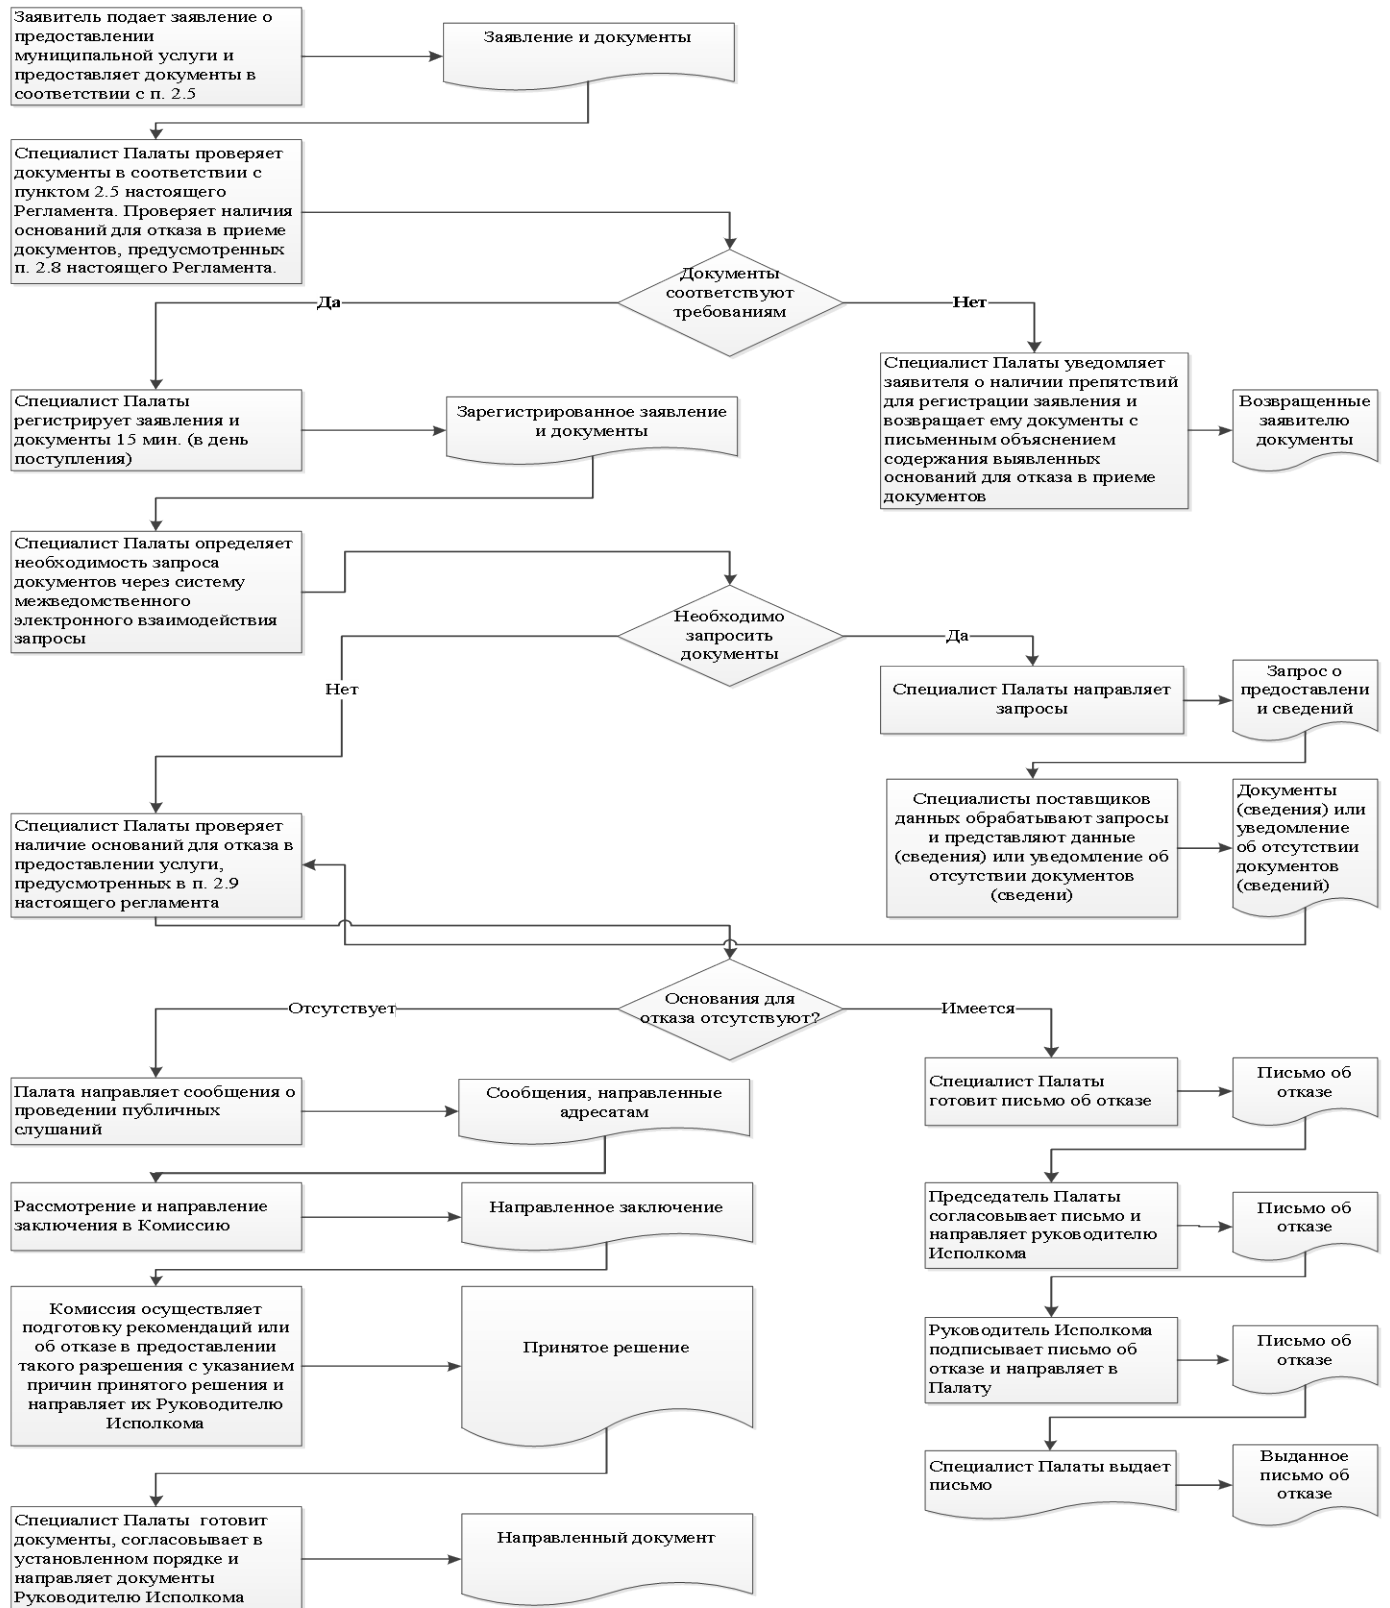 Заявитель подает заявление о
предоставлении
муниципальной услуги и
предоставляет документы в
соответствии с п. 2.5
Заявление и документы
Специалист Палаты проверяет
документы в соответствии с
пунктом 2.5 настоящего
Регламента. Проверяет наличия
оснований для отказа в приеме
документов, предусмотренных
п. 2.8 настоящего Регламента.
Документы
соответствуют
требованиям
Да
Нет
Специалист Палаты
регистрирует заявления и
документы 15 мин. (в день
поступления)
Зарегистрированное заявление
и документы
Специалист Палаты уведомляет
заявителя о наличии препятствий
для регистрации заявления и
возвращает ему документы с
письменным объяснением
содержания выявленных
оснований для отказа в приеме
документов
Возвращенные
заявителю
документы
Специалист Палаты определяет
необходимость запроса
документов через систему
межведомственного
электронного взаимодействия
запросы
Необходимо
запросить
документы
Да
Нет
Специалист Палаты направляет
запросы
Запрос о
предоставлени
и сведений
Специалисты поставщиков
данных обрабатывают запросы
и представляют данные
(сведения) или уведомление об
отсутствии документов
(сведени)
Документы
(сведения) или
уведомление
об отсутствии
документов
(сведений)
Специалист Палаты проверяет
наличие оснований для отказа в
предоставлении услуги,
предусмотренных в п. 2.9
настоящего регламента
Основания для
отказа отсутствуют?
Отсутствует
Имеется
Палата направляет сообщения о
проведении публичных
слушаний
Сообщения, направленные
адресатам
Специалист Палаты
готовит письмо об отказе
Письмо об
отказе
Рассмотрение и направление
заключения в Комиссию
Направленное заключение
Председатель Палаты
согласовывает письмо и
направляет руководителю
Исполкома
Письмо об
отказе
Комиссия осуществляет
подготовку рекомендаций или
об отказе в предоставлении
такого разрешения с указанием
причин принятого решения и
направляет их Руководителю
Исполкома
Принятое решение
Руководитель Исполкома
подписывает письмо об
отказе и направляет в
Палату
Письмо об
отказе
Специалист Палаты выдает
письмо
Выданное
письмо об
отказе
Специалист Палаты  готовит
документы, согласовывает в
установленном порядке и
направляет документы
Руководителю Исполкома
Направленный документ